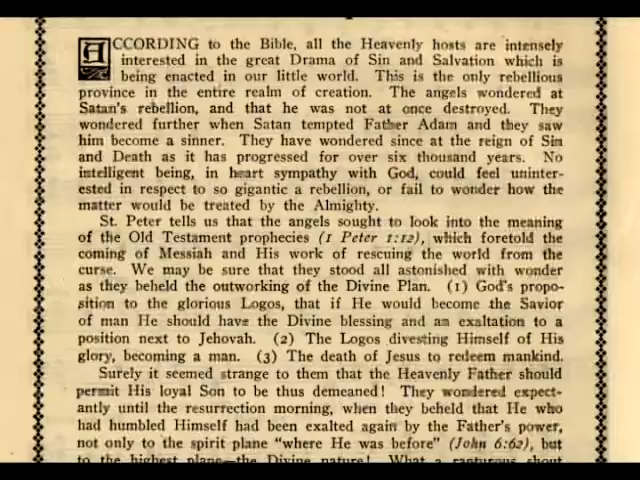 ACCORDING to the Bible, all the Heavenly hosts are intensely
interested in the great Drama of Sin and Salvation which is
being enacted in our little world. This is the only rebellious
province in the entire realm of creation. The angels wondered at
Satan's rebellion, and that he was not at once destroyed. They
wondered further when Satan tempted Father Adam and they saw
him become a sinner. They have wondered since at the reign of Sin
and Death as it has progressed for over six thousand years. No
intelligent being, in heart sympathy with God, could feel uninter-
ested in respect to so gigantic a rebellion, or fail to wonder how the
matter would be treated by the Almighty.
St. Peter tells us that the angels sought to look into the meaning
of the Old Testament prophecies (1 Peter 1:12), which foretold the
coming of Messiah and His work of rescuing the world from the
curse. We may be sure that they stood all astonished with wonder
as they beheld the outworking of the Divine Plan. (1) God's propo-
sition to the glorious Logos, that if He would become the Savior
of man He should have the Divine blessing and an exaltation to a
position next to Jehovah. (2) The Logos divesting Himself of His
glory, becoming a man. (3) The death of Jesus to redeem mankind.
Surely it seemed strange to them that the Heavenly Father should
permit His loyal Son to be thus demeaned! They wondered expect-
antly until the resurrection morning, when they beheld that He who
had humbled Himself had been exalted again by the Father's power,
not only to the spirit plane "where He was before" (John 6:62), but
to the highest plane—the Divine nature! What a rapturous shout